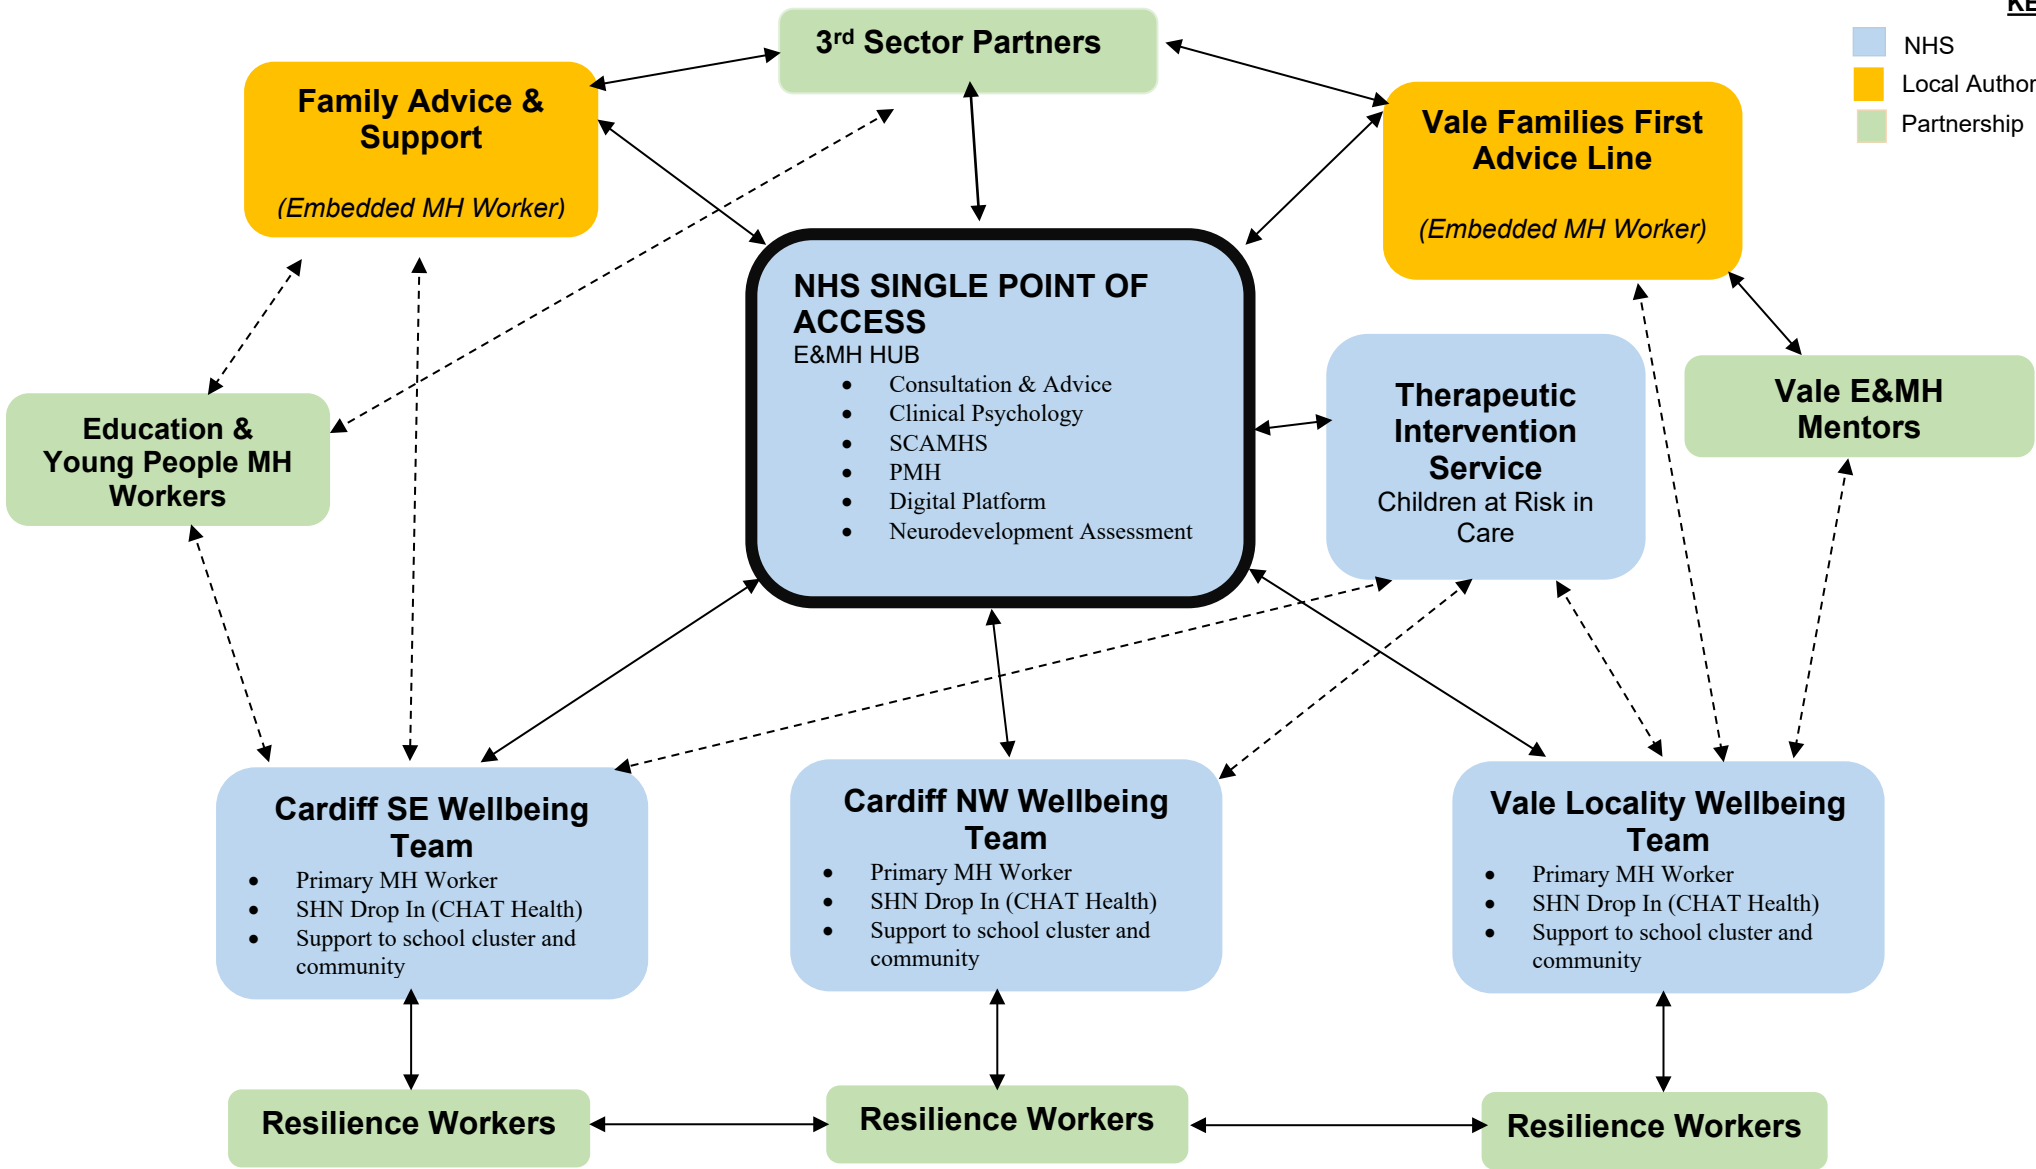 KE
NHS
Local Author
Partnership
3rd Sector Partners
Family Advice &
Support
(Embedded MH Worker)
Vale Families First
Advice Line
(Embedded MH Worker)
NHS SINGLE POINT OF
ACCESS
E&MH HUB
• Consultation & Advice
• Clinical Psychology
• SCAMHS
• PMH
• Digital Platform
• Neurodevelopment Assessment
Therapeutic
Intervention
Service
Children at Risk in
Care
Vale E&MH
Mentors
Education &
Young People MH
Workers
Cardiff SE Wellbeing
Team
• Primary MH Worker
• SHN Drop In (CHAT Health)
• Support to school cluster and
community
Cardiff NW Wellbeing
Team
• Primary MH Worker
• SHN Drop In (CHAT Health)
• Support to school cluster and
community
Vale Locality Wellbeing
Team
• Primary MH Worker
• SHN Drop In (CHAT Health)
• Support to school cluster and
community
Resilience Workers
Resilience Workers
Resilience Workers